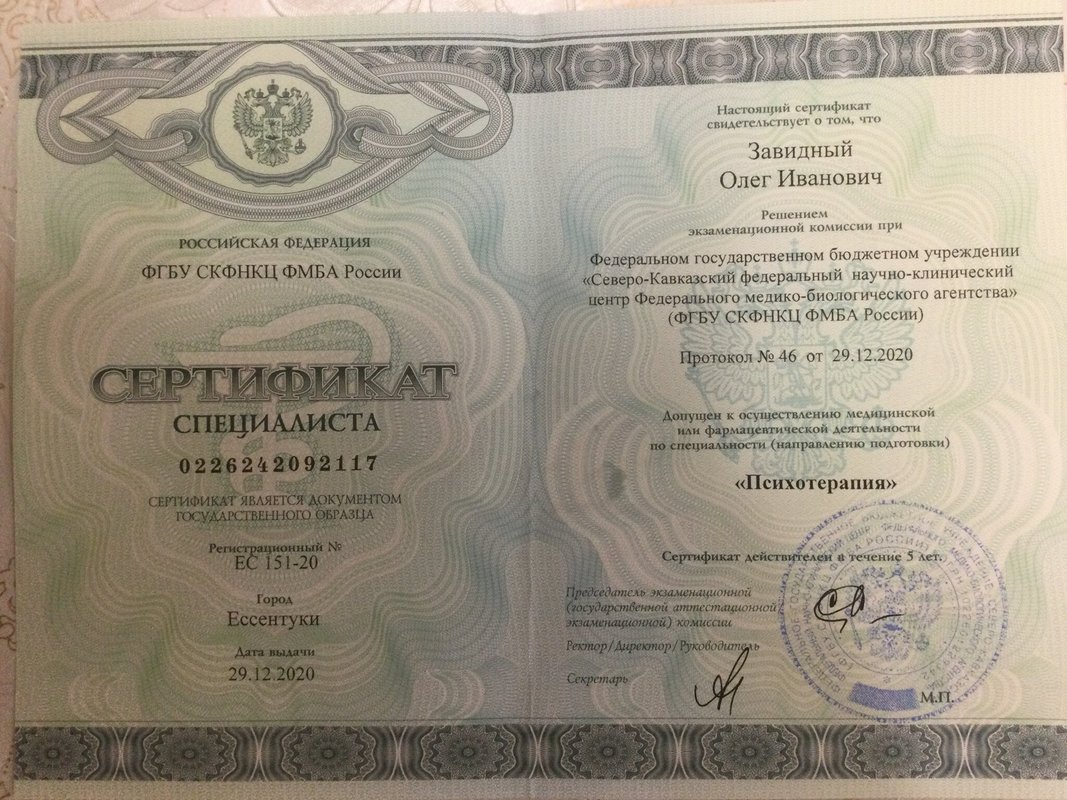 РОССИЙСКАЯ ФЕДЕРАЦИЯ
ФГБУ СКФНКЦ ФМБА России
СЕРТИФИКАТ
СПЕЦИАЛИСТА
0226242092117
СЕРТИФИКАТ ЯВЛЯЕТСЯ ДОКУМЕНТОМ
ГОСУДАРСТВЕННОГО ОБРАЗЦА
Регистрационный №
ЕС 151-20
Город
Ессентуки
Дата выдачи
29.12.2020
Настоящий сертификат
свидетельствует о том, что
Завидный
Олег Иванович
Решением
экзаменационной комиссии при
Федеральном государственном бюджетном учреждении
«Северо-Кавказский федеральный научно-клинический
центр Федерального медико-биологического агентства»
(ФГБУ СКФНКЦ ФМБА России)
Протокол № 46 от 29.12.2020
Допущен к осуществлению медицинской
или фармацевтической деятельности
по специальности (направлению подготовки)
«Психотерапия»
Сертификат действителен в течение 5 лет.
Председатель экзаменационной
(государственной аттестационной
экзаменационной) комиссии
Ректор/Директор/Руководитель
Секретарь
М.П.